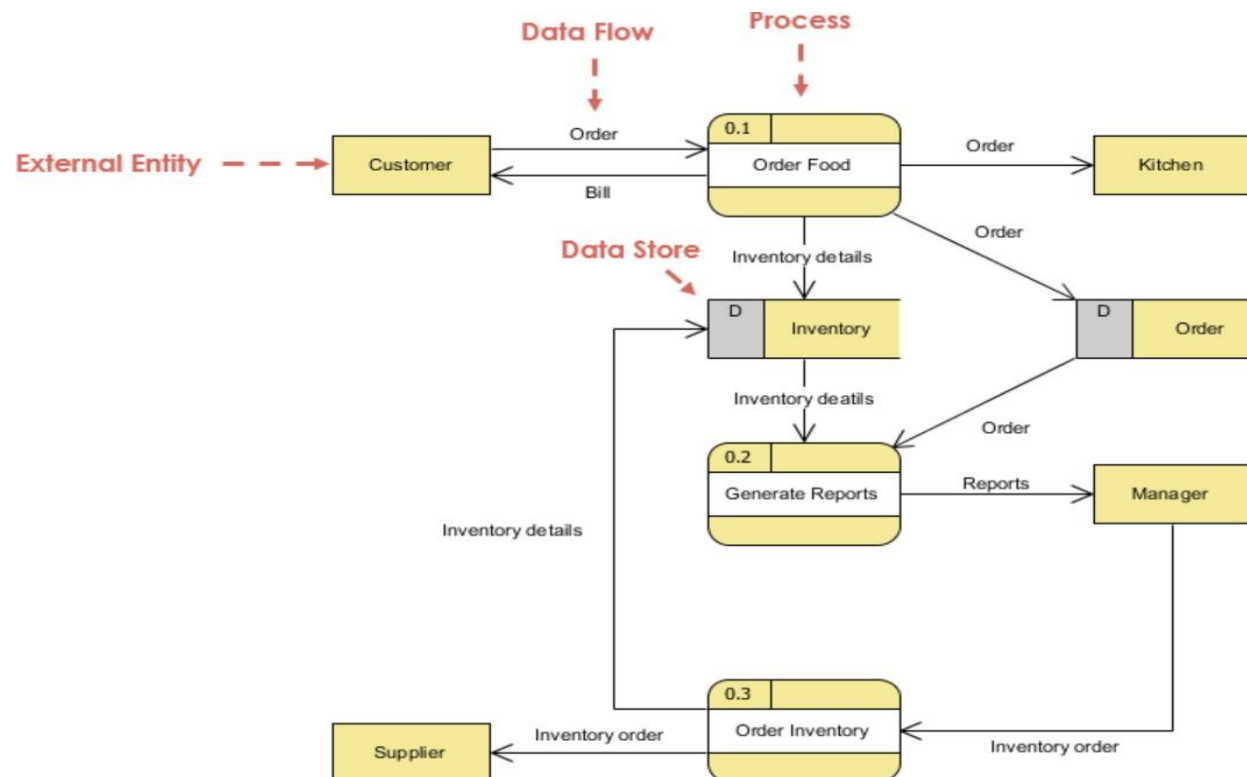 Process
Data Flow
Order
0.1
External Entity
Customer
Order Food
Order
Kitchen
Bill
Order
Data Store
Inventory details
D
Inventory
D
Order
Inventory deatils
Order
0.2
Generate Reports
Reports
Manager
Inventory details
0.3
Order Inventory
Inventory order
Inventory order
Supplier